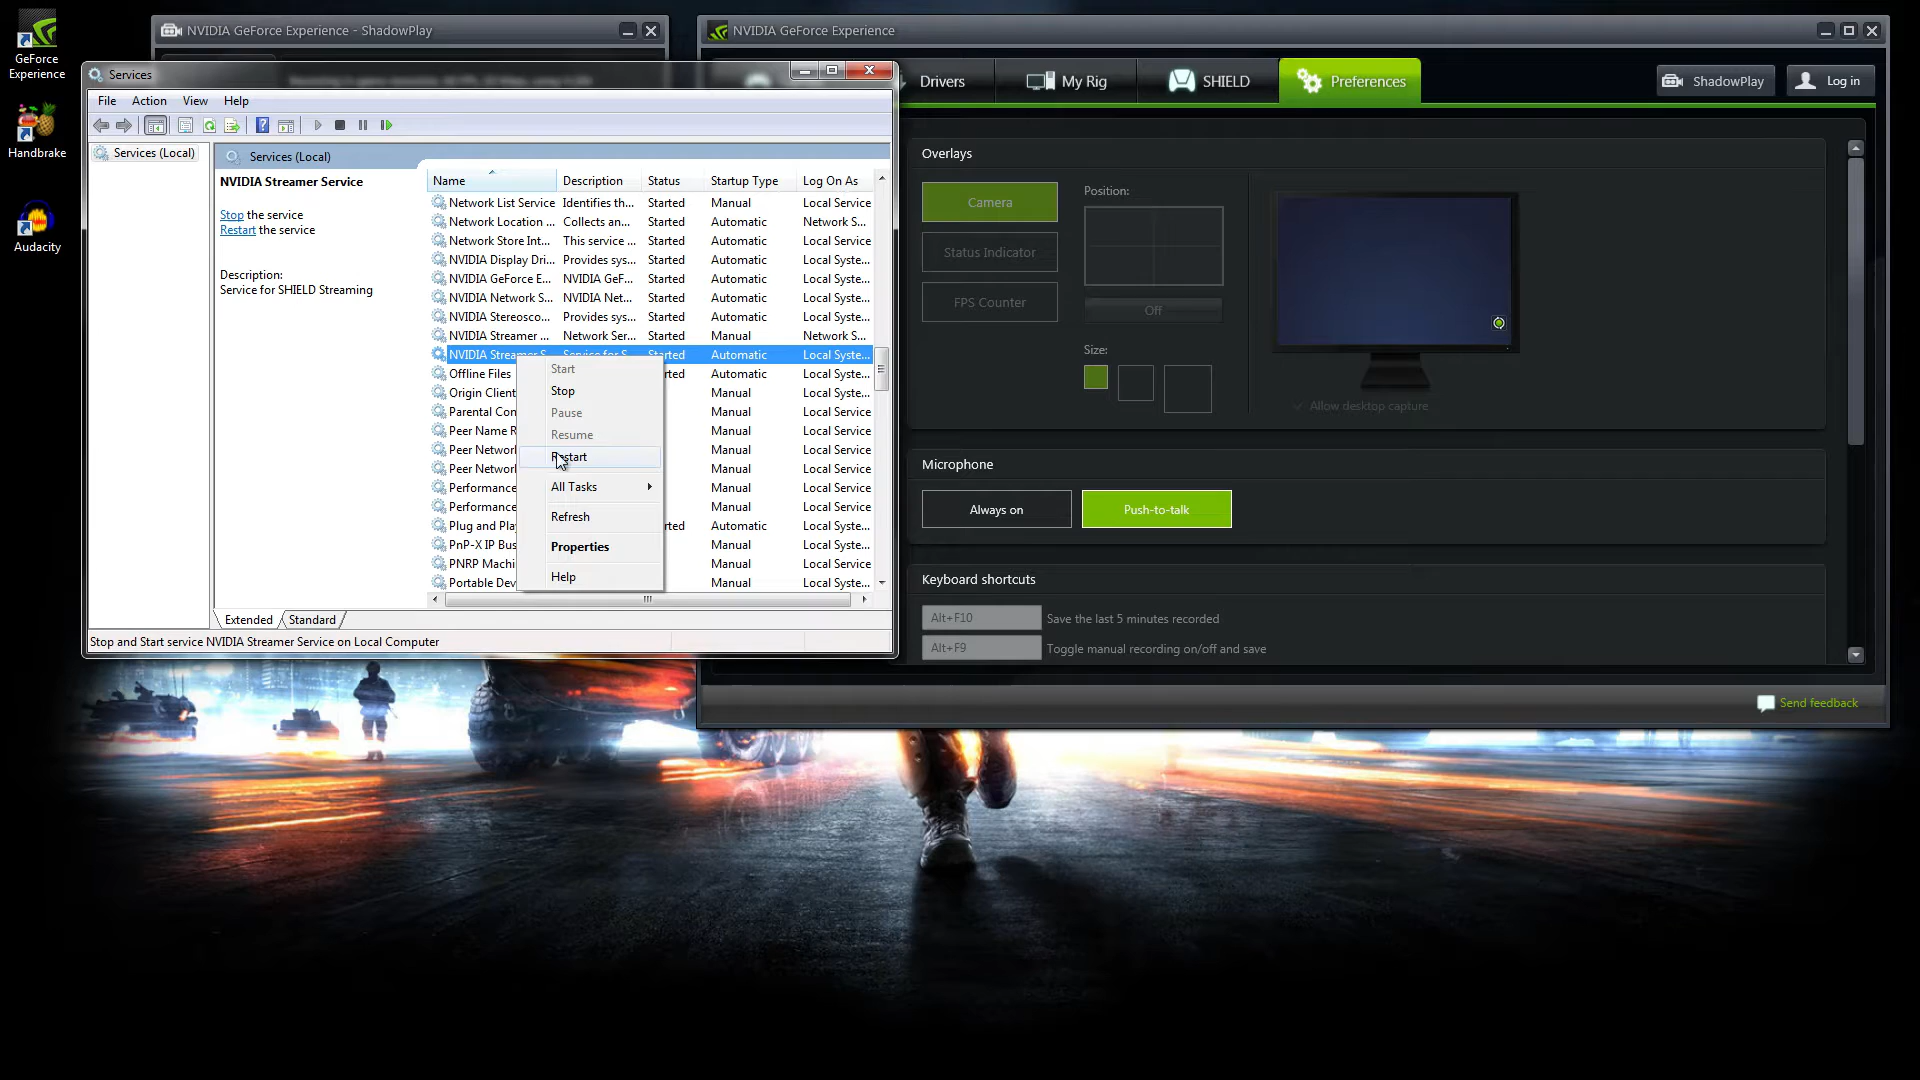 GeForce
Experience
Handbrake
Audacity
NVIDIA GeForce Experience - ShadowPlay
Services
File Action View Help
Services (Local)
Services (Local)
NVIDIA Streamer Service
Stop the service
Restart the service
Description:
Service for SHIELD Streaming
Name Description Status Startup Type Log On As
Network List Service Identifies th... Started Manual Local Service
Network Location ... Collects an... Started Automatic Network S...
Network Store Int... This service ... Started Automatic Local Service
NVIDIA Display Dri... Provides sys... Started Automatic Local Syste...
NVIDIA GeForce E... NVIDIA GeF... Started Automatic Local Syste...
NVIDIA Network S... NVIDIA Net... Started Automatic Local Syste...
NVIDIA Stereosco... Provides sys... Started Automatic Local Syste...
NVIDIA Streamer ... Network Ser... Started Manual Network S...
NVIDIA Streamer S... Service for S... Started Automatic Local Syste...
Offline Files rted Automatic Local Syste...
Origin Client Manual Local Syste...
Parental Con Manual Local Service
Peer Name R Manual Local Service
Peer Network Manual Local Service
Peer Network Manual Local Service
Performance Manual Local Service
Performance Manual Local Service
Plug and Pla rted Automatic Local Syste...
PnP-X IP Bus Manual Local Syste...
PNRP Machi Manual Local Service
Portable Dev Manual Local Syste...
Start
Stop
Pause
Resume
Restart
All Tasks
Refresh
Properties
Help
Extended Standard
Stop and Start service NVIDIA Streamer Service on Local Computer
NVIDIA GeForce Experience
Drivers My Rig SHIELD Preferences ShadowPlay Log in
Overlays
Camera
Status Indicator
FPS Counter
Position:
Off
Size:
Allow desktop capture
Microphone
Always on Push-to-talk
Keyboard shortcuts
Alt+F10 Save the last 5 minutes recorded
Alt+F9 Toggle manual recording on/off and save
Send feedback